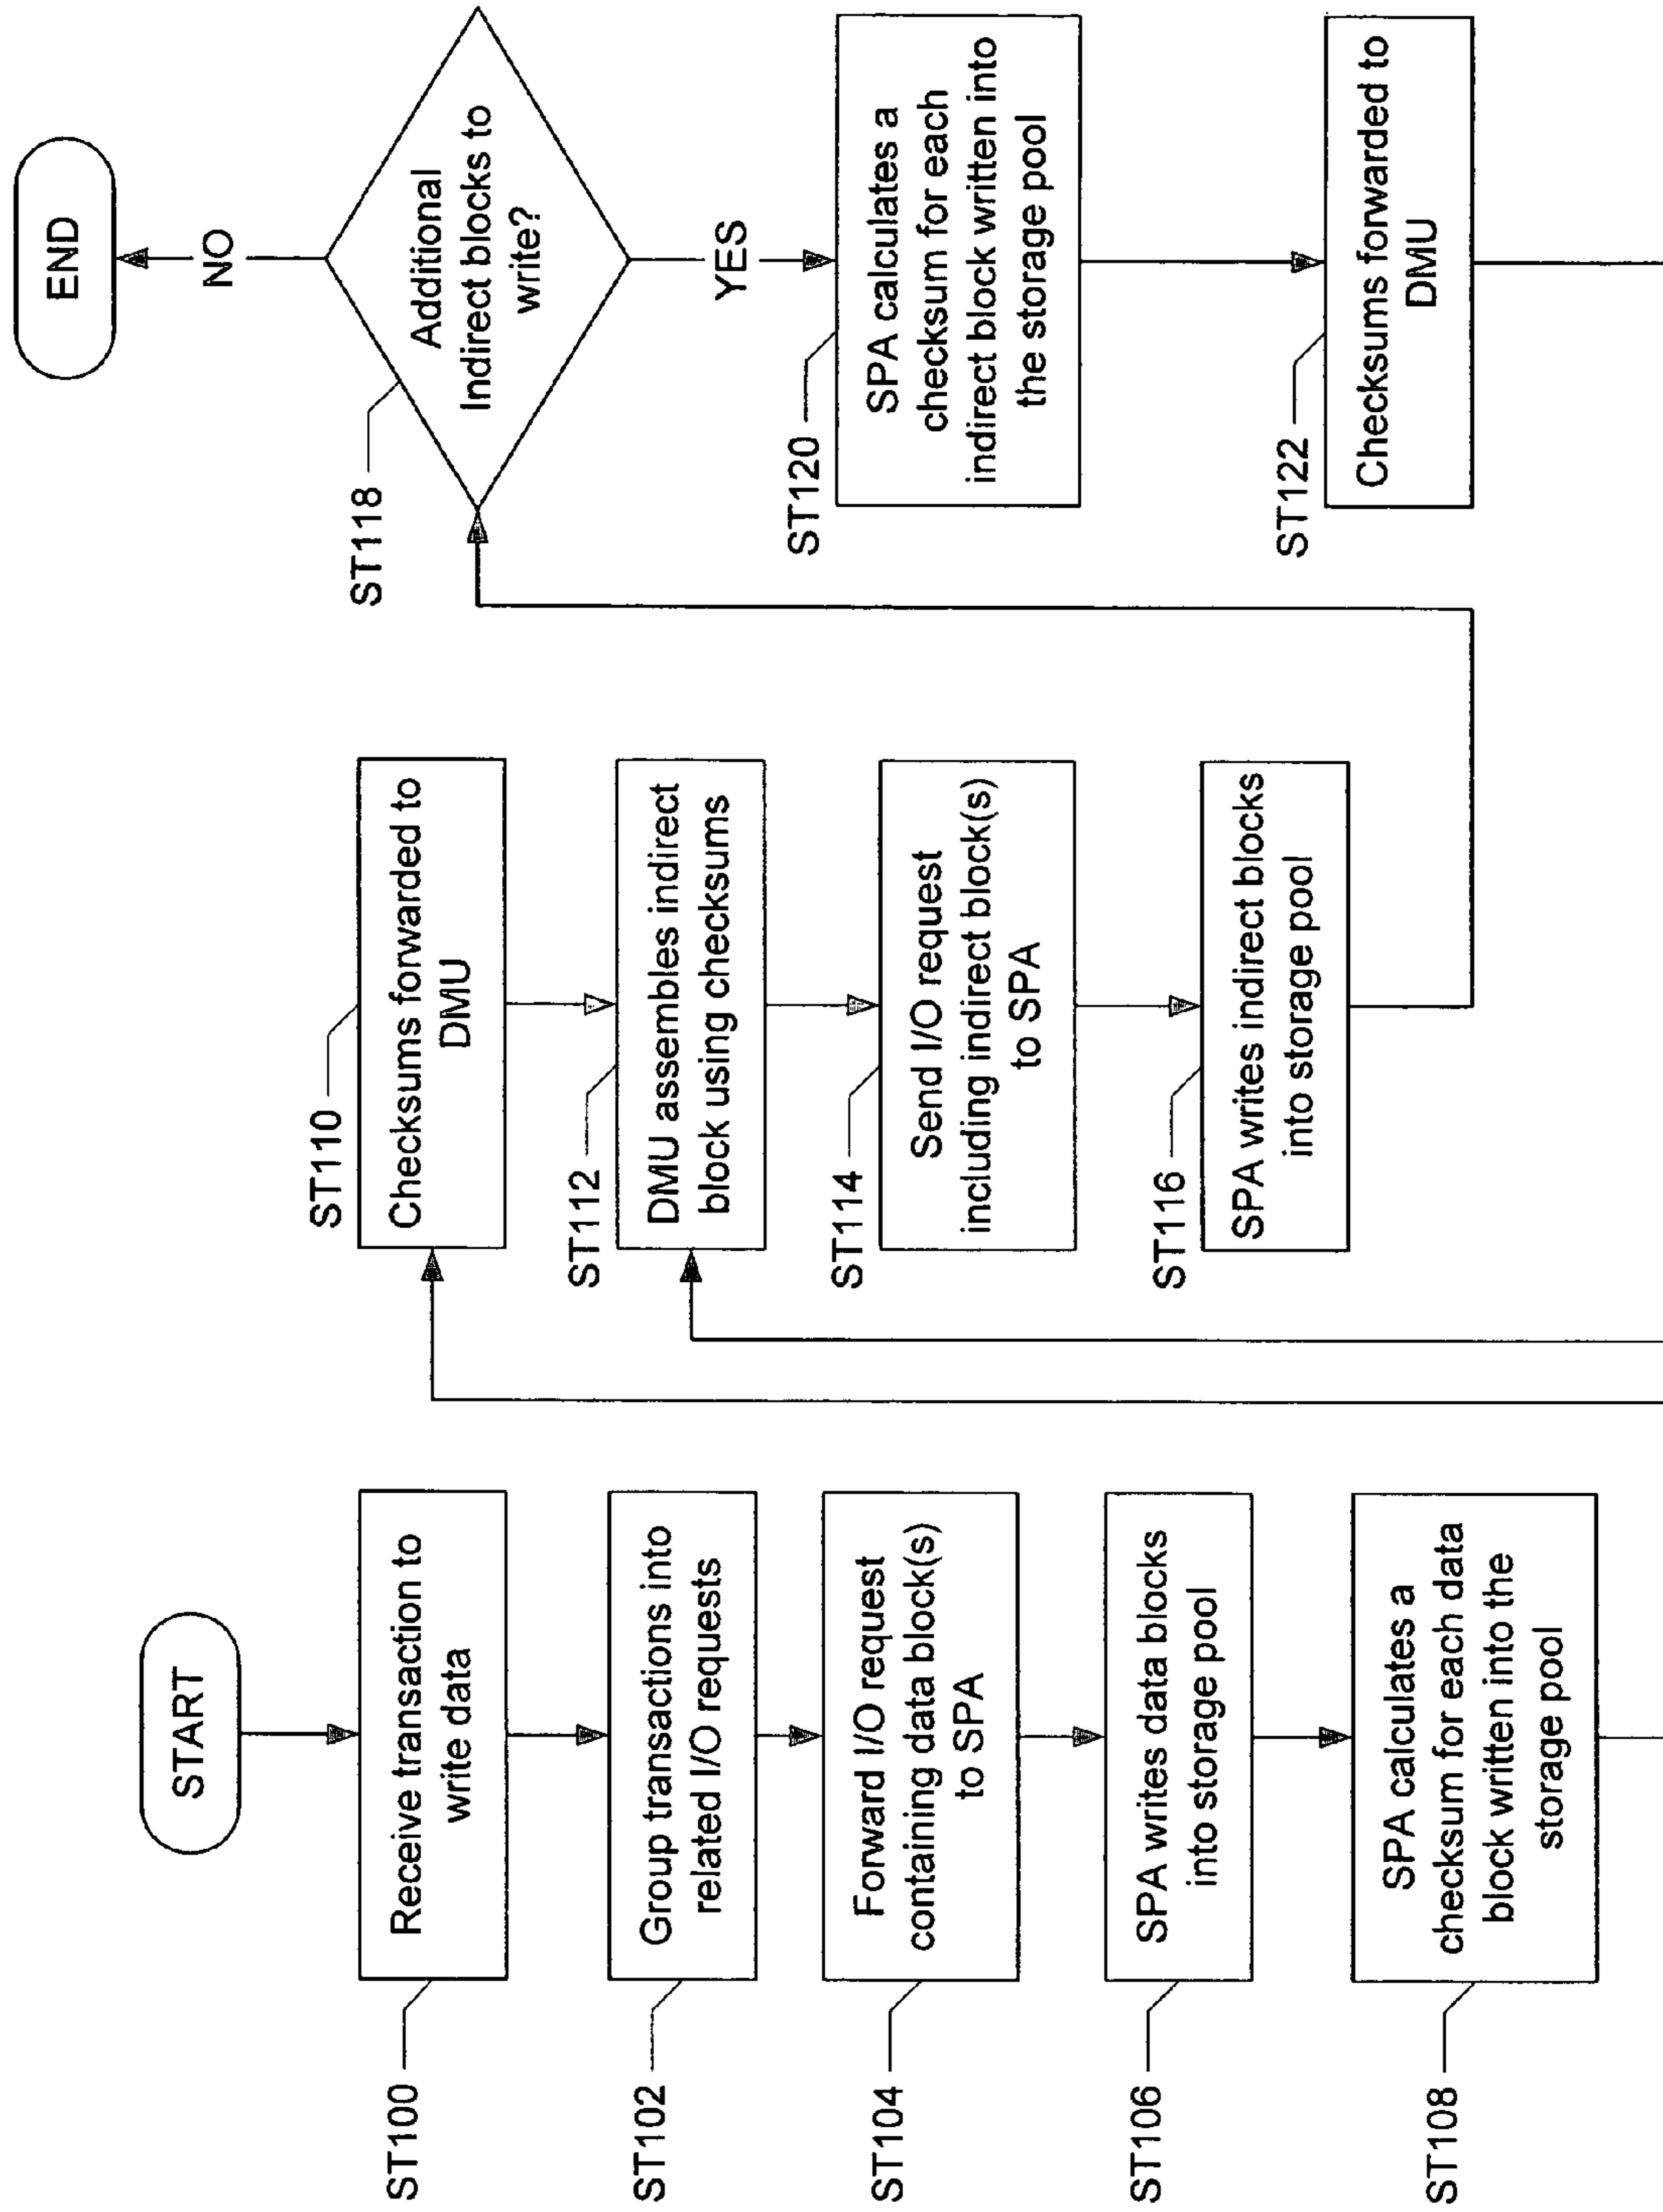 START
ST100
Receive transaction to
write data
ST102
Group transactions into
related I/O requests
ST104
Forward I/O request
containing data block(s)
to SPA
ST106
SPA writes data blocks
into storage pool
ST108
SPA calculates a
checksum for each data
block written into the
storage pool
ST110
Checksums forwarded to
DMU
ST112
DMU assembles indirect
block using checksums
ST114
Send I/O request
including indirect block(s)
to SPA
ST116
SPA writes indirect blocks
into storage pool
END
NO
ST118
Additional
Indirect blocks to
write?
YES
ST120
SPA calculates a
checksum for each
indirect block written into
the storage pool
ST122
Checksums forwarded to
DMU